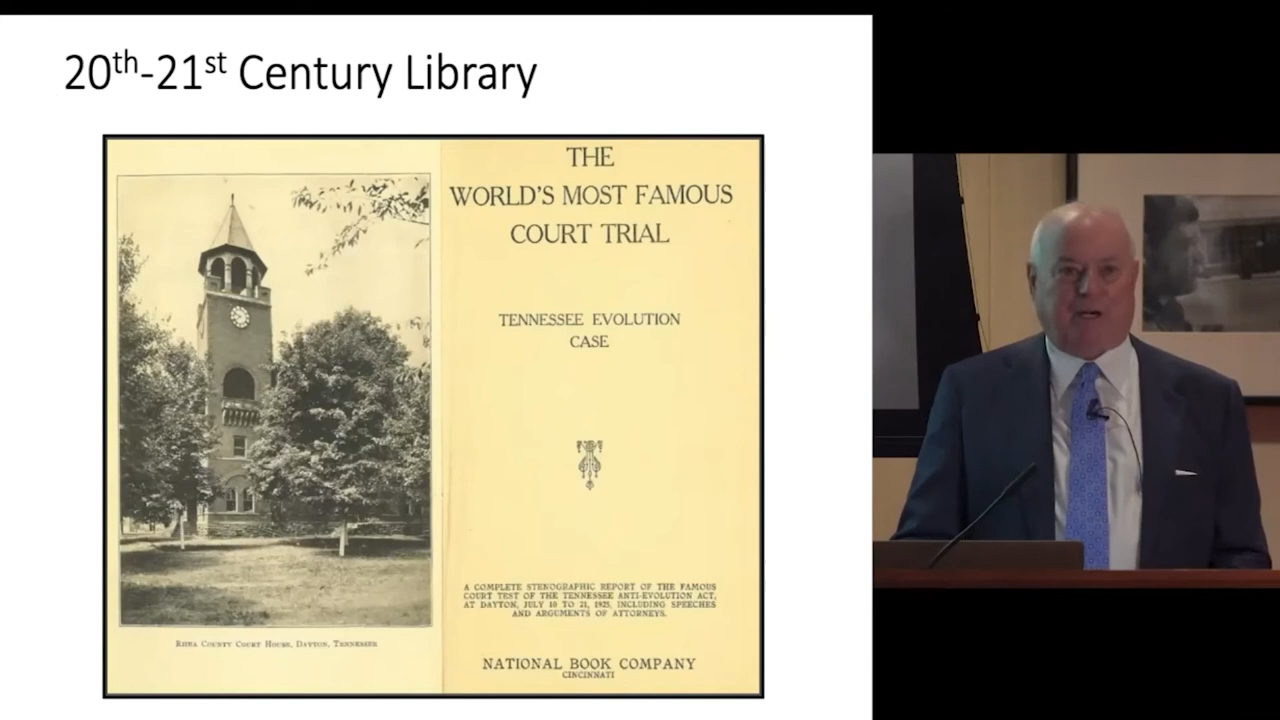 20th-21st Century Library
THE
WORLD'S MOST FAMOUS
COURT TRIAL
TENNESSEE EVOLUTION
CASE
A COMPLETE STENOGRAPHIC REPORT OF THE FAMOUS
COURT TEST OF THE TENNESSEE ANTI-EVOLUTION ACT,
AT DAYTON, JULY 10 TO 21, 1925, INCLUDING SPEECHES
AND ARGUMENTS OF ATTORNEYS.
RHEA COUNTY COURT HOUSE, DAYTON, TENNESSEE
NATIONAL BOOK COMPANY
CINCINNATI